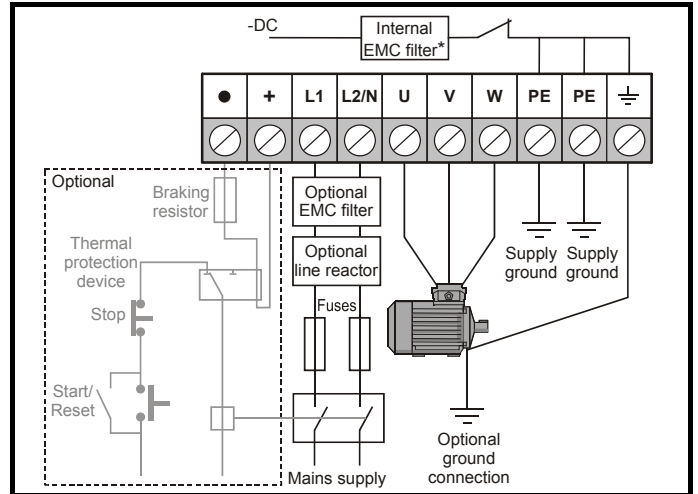 -DC
Internal
EMC filter*
+ L1 L2/N U V W PE PE
Optional
Braking
resistor
Thermal
protection
device
Stop
Start/
Reset
Optional
EMC filter
Optional
line reactor
Fuses
Mains supply
Supply
ground
Supply
ground
Optional
ground
connection